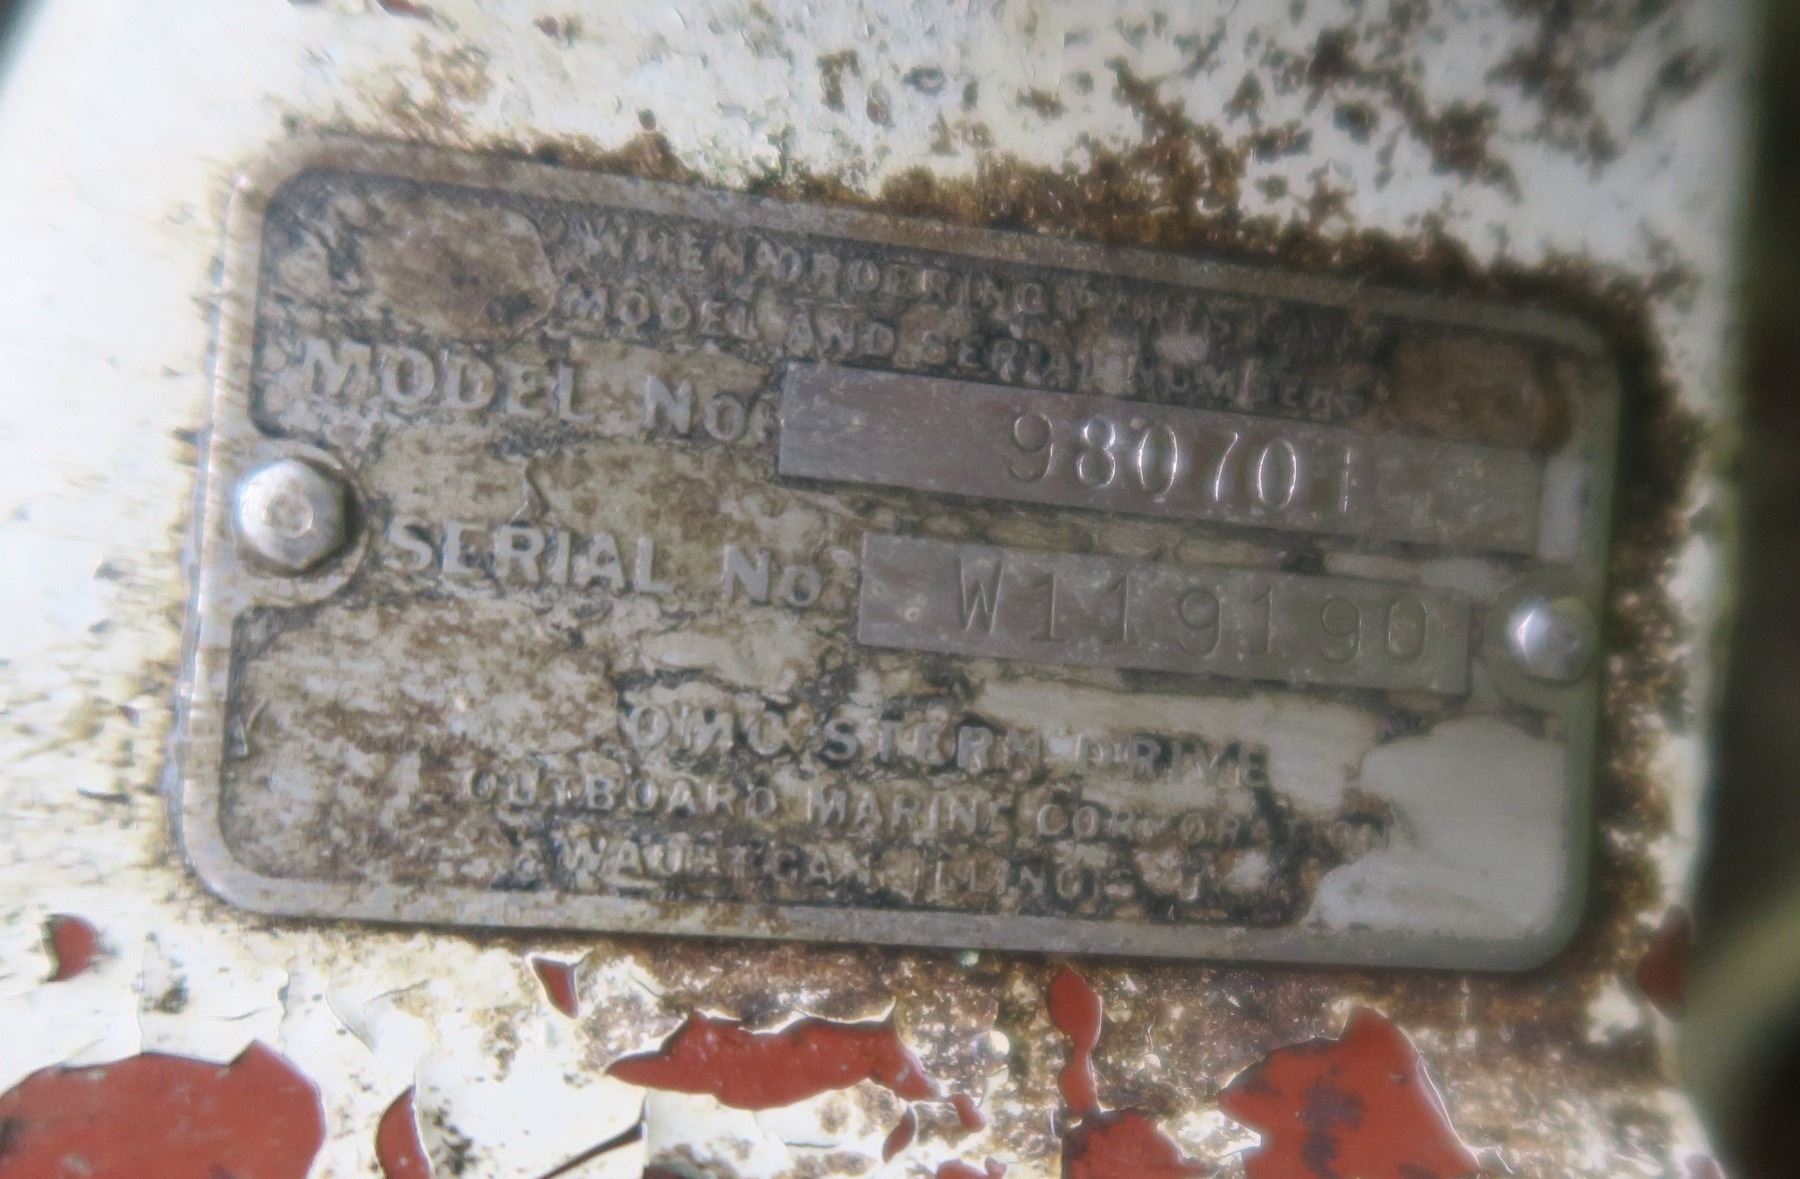 WHEN ORDERING PARTS GIVE
MODEL AND SERIAL NUMBERS
MODEL NO. 980701
SERIAL NO. W119190
OMC STERN DRIVE
OUTBOARD MARINE CORPORATION
WAUKEGAN, ILLINOIS